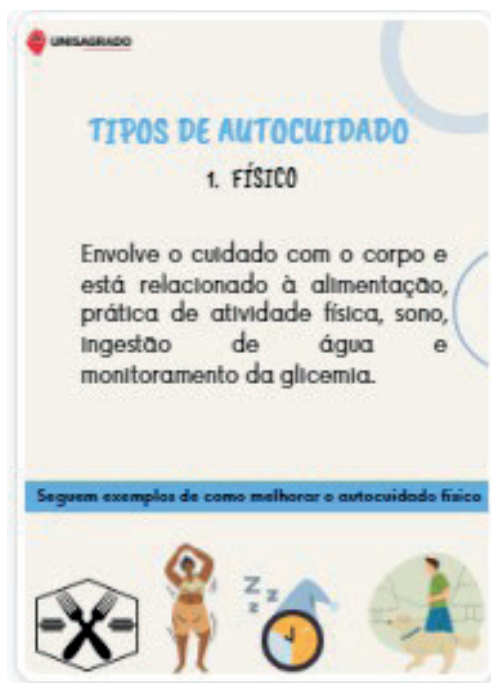 UNISAGRADO
TIPOS DE AUTOCUIDADO
1. FÍSICO
Envolve o cuidado com o corpo e
está relacionado à alimentação,
prática de atividade física, sono,
ingestão de água e
monitoramento da glicemia.
Seguem exemplos de como melhorar o autocuidado físico
Z
Z
Z
Z